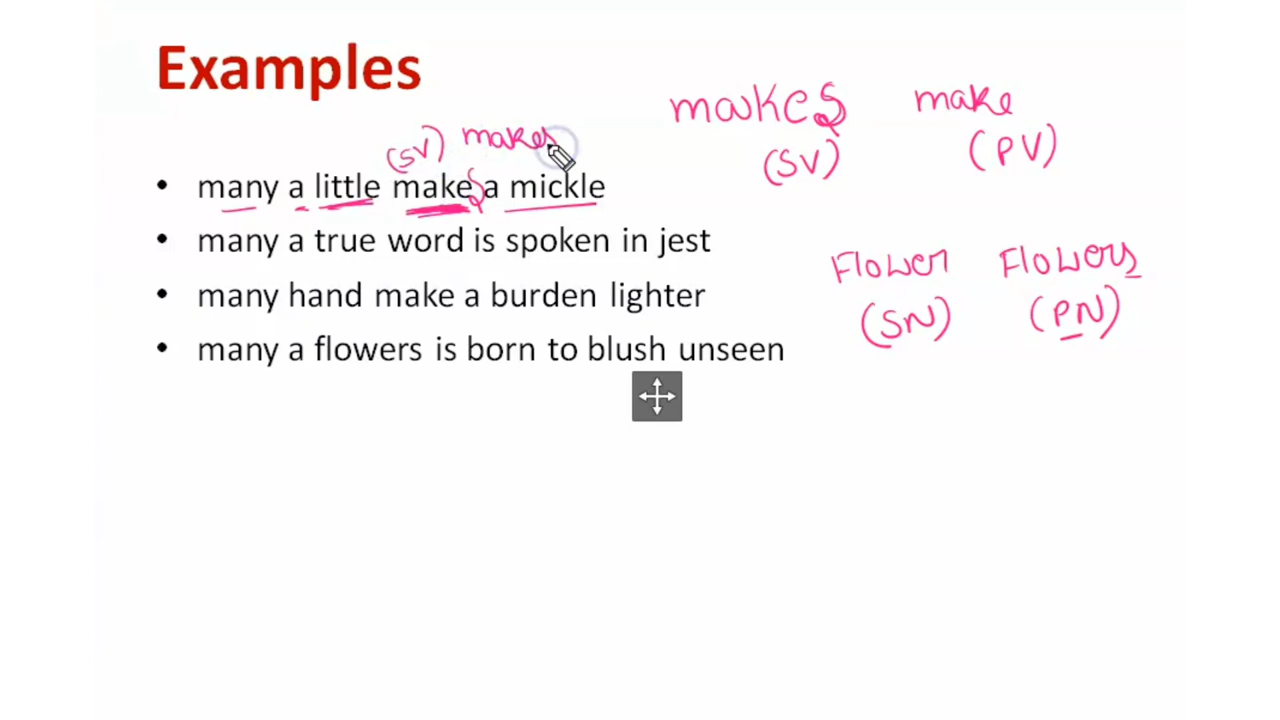 Examples
makes make
(SV) (PV)
(SV) makes
• many a little makes a mickle
• many a true word is spoken in jest
• many hand make a burden lighter
• many a flowers is born to blush unseen
Flower Flowers
(SN) (PN)